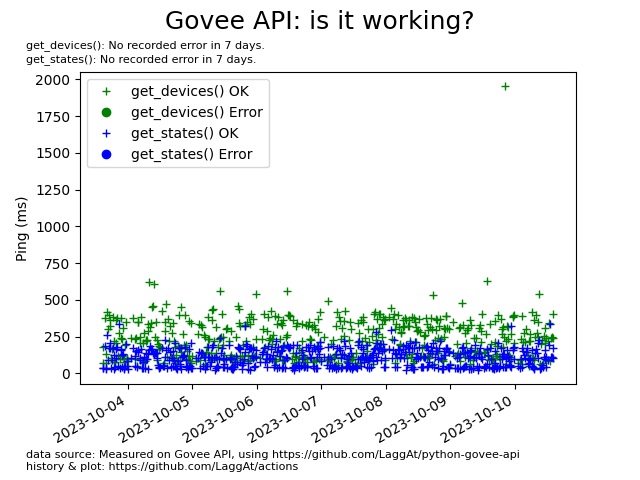 Govee API: is it working?
get_devices(): No recorded error in 7 days.
get_states(): No recorded error in 7 days.
2000
1750
1500
1250
1000
750
500
250
0
Ping (ms)
get_devices() OK
get_devices() Error
get_states() OK
get_states() Error
2023-10-04
2023-10-05
2023-10-06
2023-10-07
2023-10-08
2023-10-09
2023-10-10
data source: Measured on Govee API, using https://github.com/LaggAt/python-govee-api
history & plot: https://github.com/LaggAt/actions